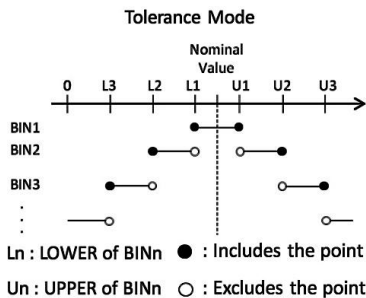 Tolerance Mode
Nominal
Value
0 L3 L2 L1 U1 U2 U3
BIN1
BIN2
BIN3
⋮
Ln : LOWER of BINn ● : Includes the point
Un : UPPER of BINn ○ : Excludes the point